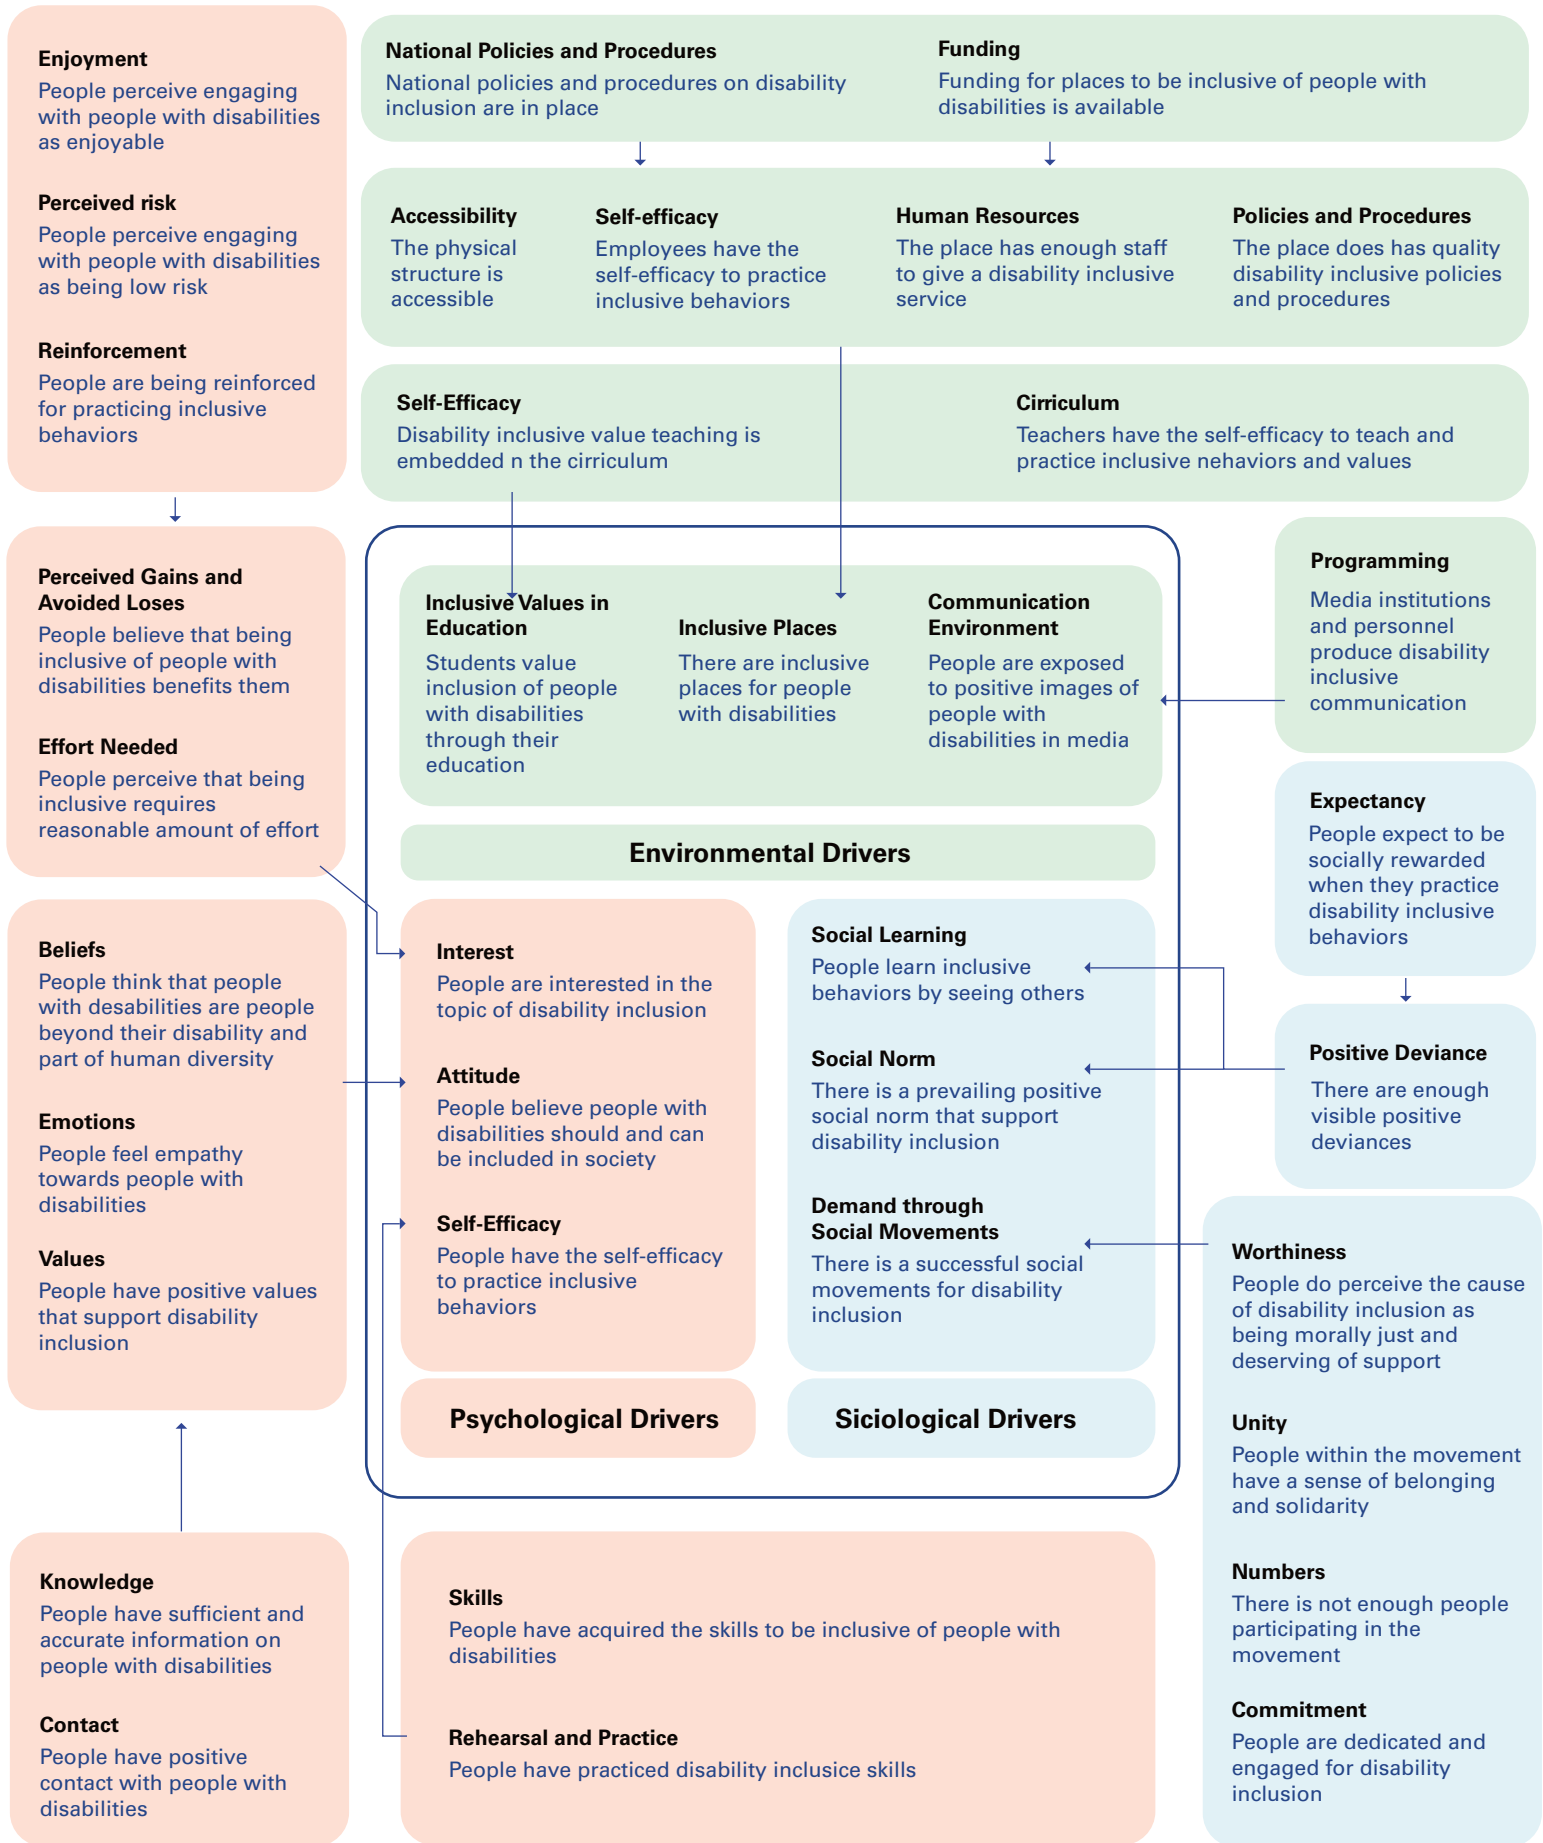 Enjoyment
People perceive engaging
with people with disabilities
as enjoyable
Perceived risk
People perceive engaging
with people with disabilities
as being low risk
Reinforcement
People are being reinforced
for practicing inclusive
behaviors
National Policies and Procedures
National policies and procedures on disability
inclusion are in place
Funding
Funding for places to be inclusive of people with
disabilities is available
Accessibility
The physical
structure is
accessible
Self-efficacy
Employees have the
self-efficacy to practice
inclusive behaviors
Human Resources
The place has enough staff
to give a disability inclusive
service
Policies and Procedures
The place does has quality
disability inclusive policies
and procedures
Self-Efficacy
Disability inclusive value teaching is
embedded n the cirriculum
Cirriculum
Teachers have the self-efficacy to teach and
practice inclusive nehaviors and values
Perceived Gains and
Avoided Loses
People believe that being
inclusive of people with
disabilities benefits them
Effort Needed
People perceive that being
inclusive requires
reasonable amount of effort
Inclusive Values in
Education
Students value
inclusion of people
with disabilities
through their
education
Inclusive Places
There are inclusive
places for people
with disabilities
Communication
Environment
People are exposed
to positive images of
people with
disabilities in media
Programming
Media institutions
and personnel
produce disability
inclusive
communication
Environmental Drivers
Expectancy
People expect to be
socially rewarded
when they practice
disability inclusive
behaviors
Beliefs
People think that people
with desabilities are people
beyond their disability and
part of human diversity
Emotions
People feel empathy
towards people with
disabilities
Values
People have positive values
that support disability
inclusion
Interest
People are interested in the
topic of disability inclusion
Attitude
People believe people with
disabilities should and can
be included in society
Self-Efficacy
People have the self-efficacy
to practice inclusive
behaviors
Social Learning
People learn inclusive
behaviors by seeing others
Social Norm
There is a prevailing positive
social norm that support
disability inclusion
Demand through
Social Movements
There is a successful social
movements for disability
inclusion
Positive Deviance
There are enough
visible positive
deviances
Psychological Drivers
Siciological Drivers
Worthiness
People do perceive the cause
of disability inclusion as
being morally just and
deserving of support
Unity
People within the movement
have a sense of belonging
and solidarity
Numbers
There is not enough people
participating in the
movement
Commitment
People are dedicated and
engaged for disability
inclusion
Knowledge
People have sufficient and
accurate information on
people with disabilities
Contact
People have positive
contact with people with
disabilities
Skills
People have acquired the skills to be inclusive of people with
disabilities
Rehearsal and Practice
People have practiced disability inclusice skills